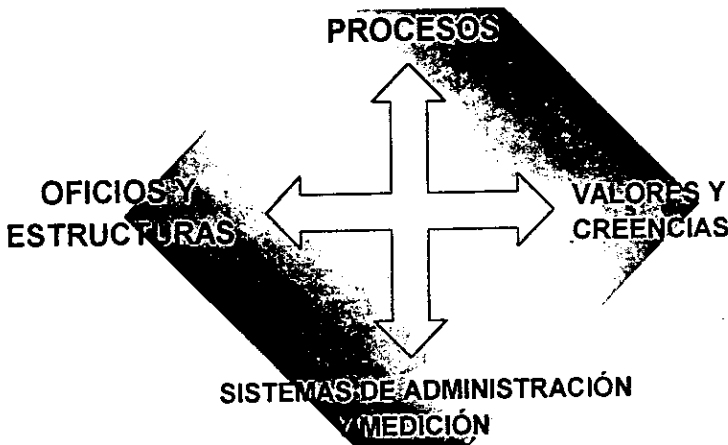 PROCESOS
OFICIOS Y
ESTRUCTURAS
VALORES Y
CREENCIAS
SISTEMAS DE ADMINISTRACIÓN
Y MEDICIÓN